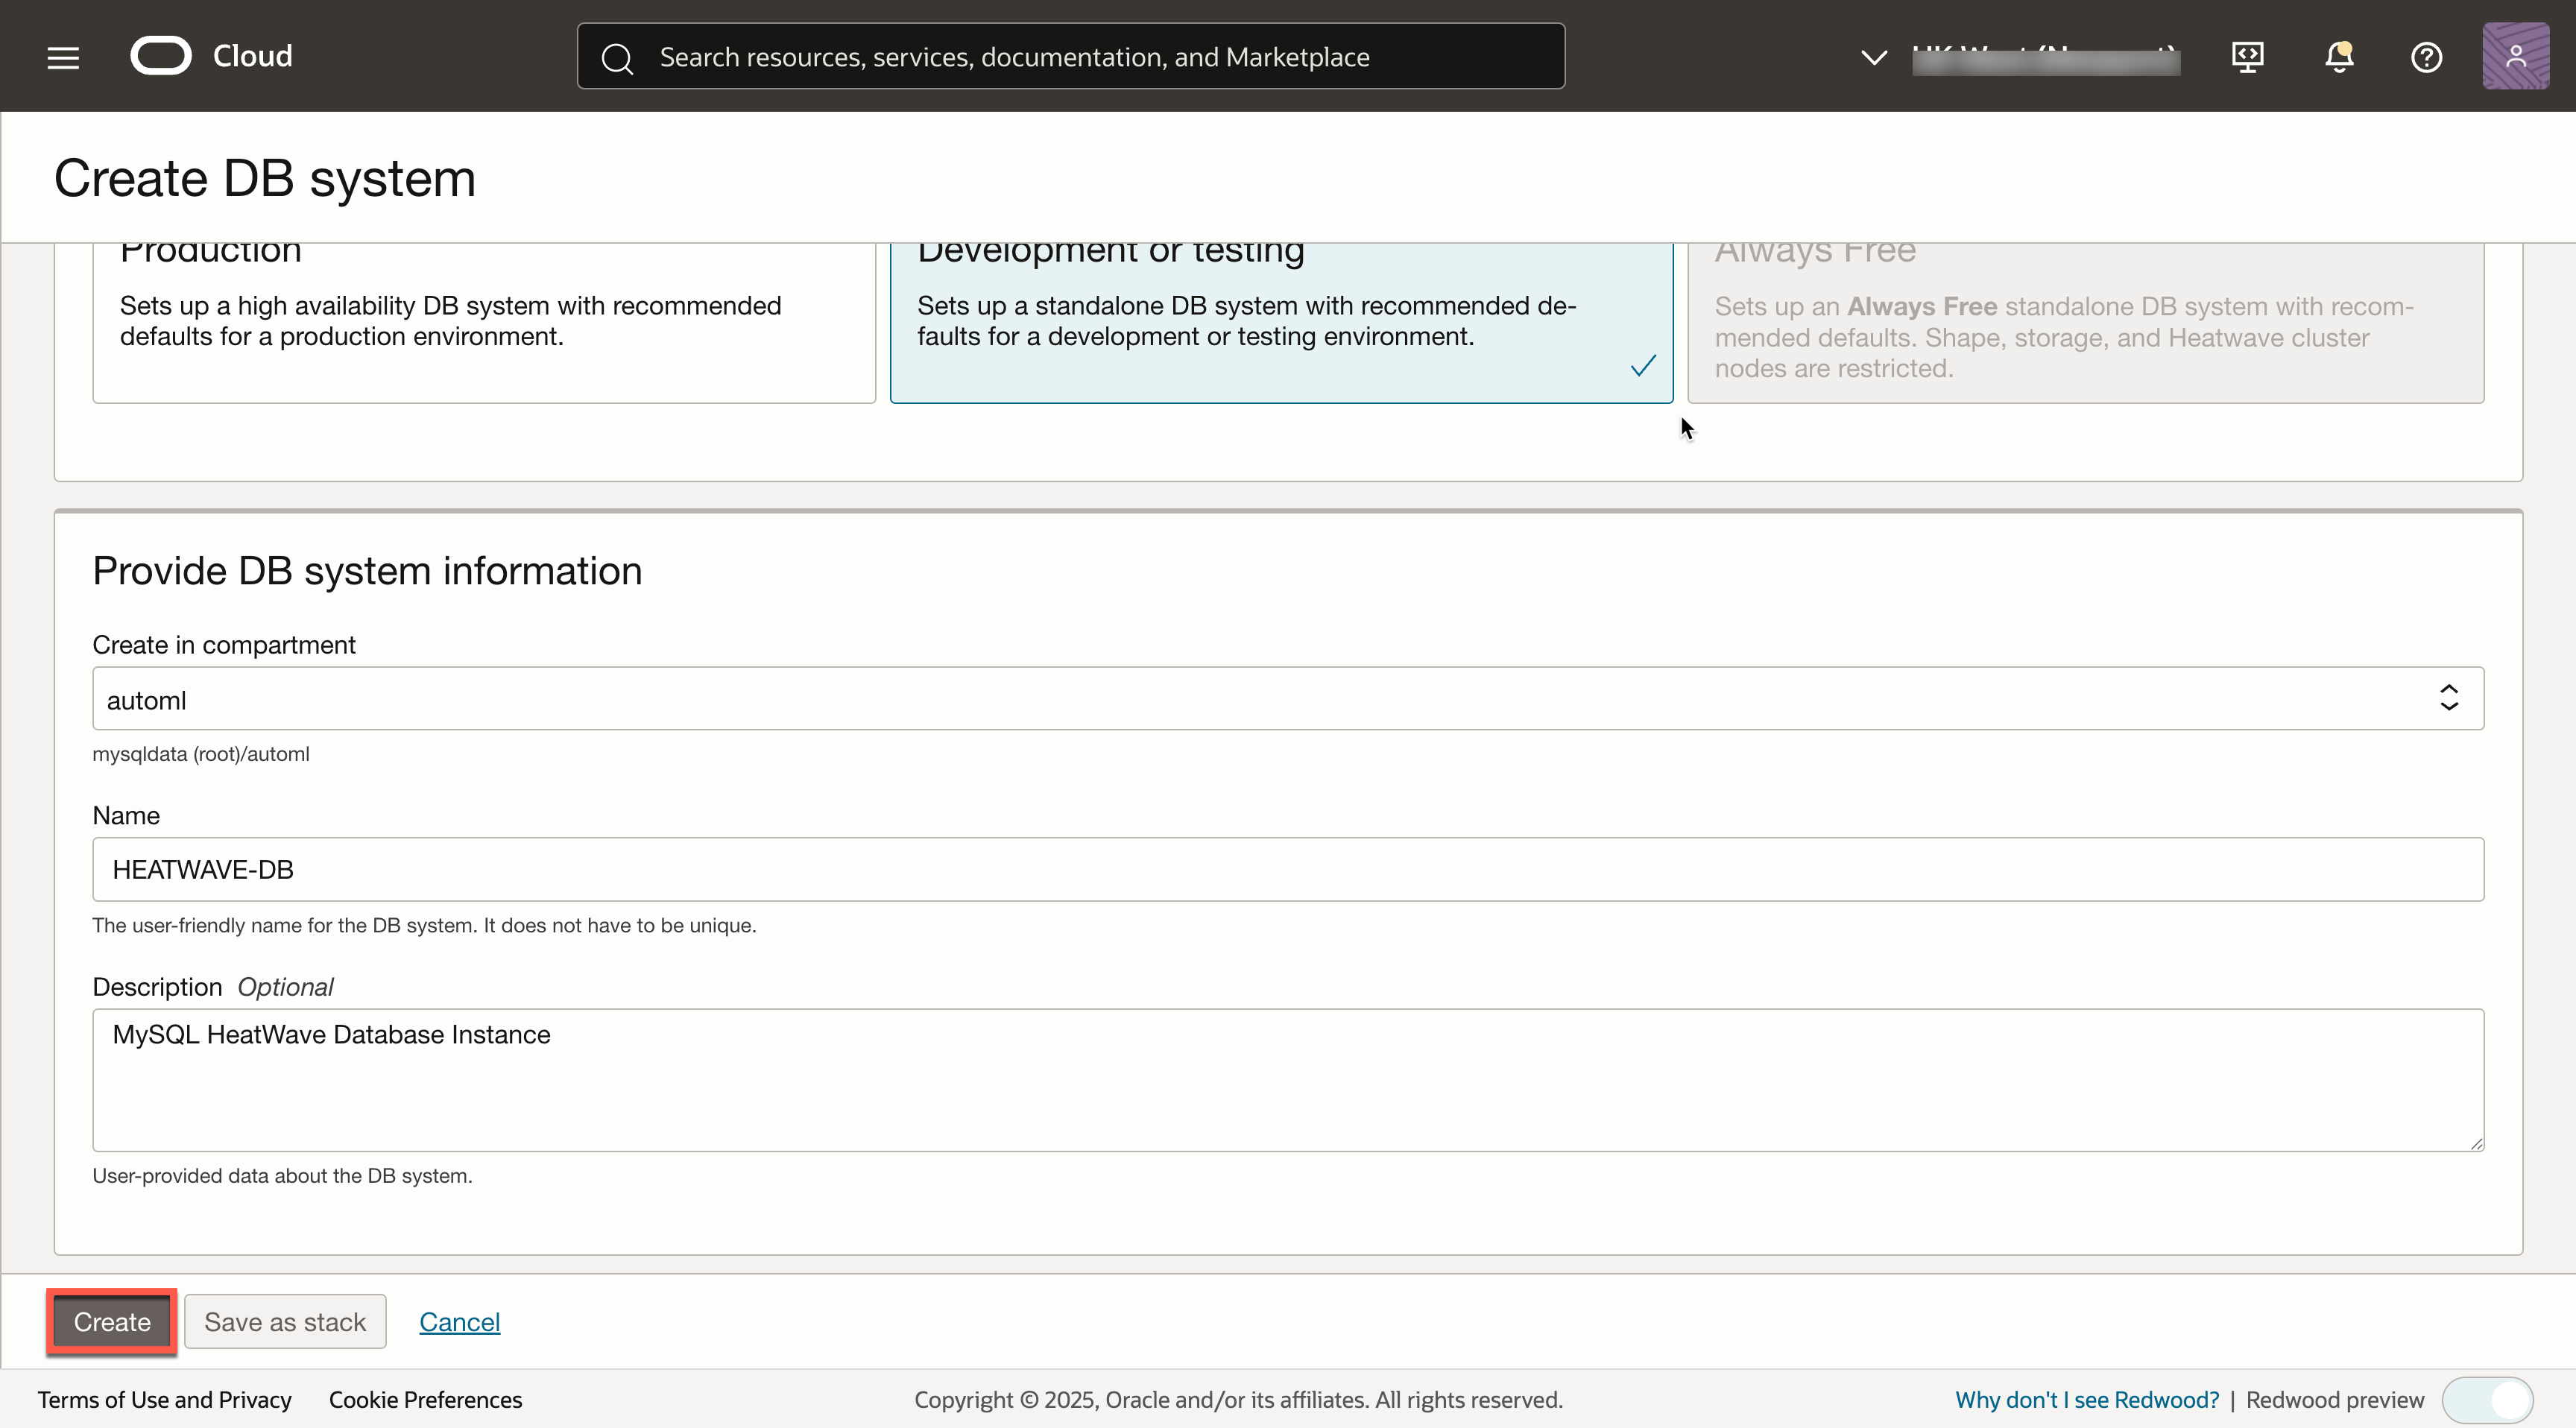 Cloud
Search resources, services, documentation, and Marketplace
Create DB system
Production
Development or testing
Always Free
Sets up a high availability DB system with recommended
defaults for a production environment.
Sets up a standalone DB system with recommended de-
faults for a development or testing environment.
Sets up an Always Free standalone DB system with recom-
mended defaults. Shape, storage, and Heatwave cluster
nodes are restricted.
Provide DB system information
Create in compartment
automl
mysqldata (root)/automl
Name
HEATWAVE-DB
The user-friendly name for the DB system. It does not have to be unique.
Description Optional
MySQL HeatWave Database Instance
User-provided data about the DB system.
Create
Save as stack
Cancel
Terms of Use and Privacy
Cookie Preferences
Copyright © 2025, Oracle and/or its affiliates. All rights reserved.
Why don't I see Redwood? | Redwood preview